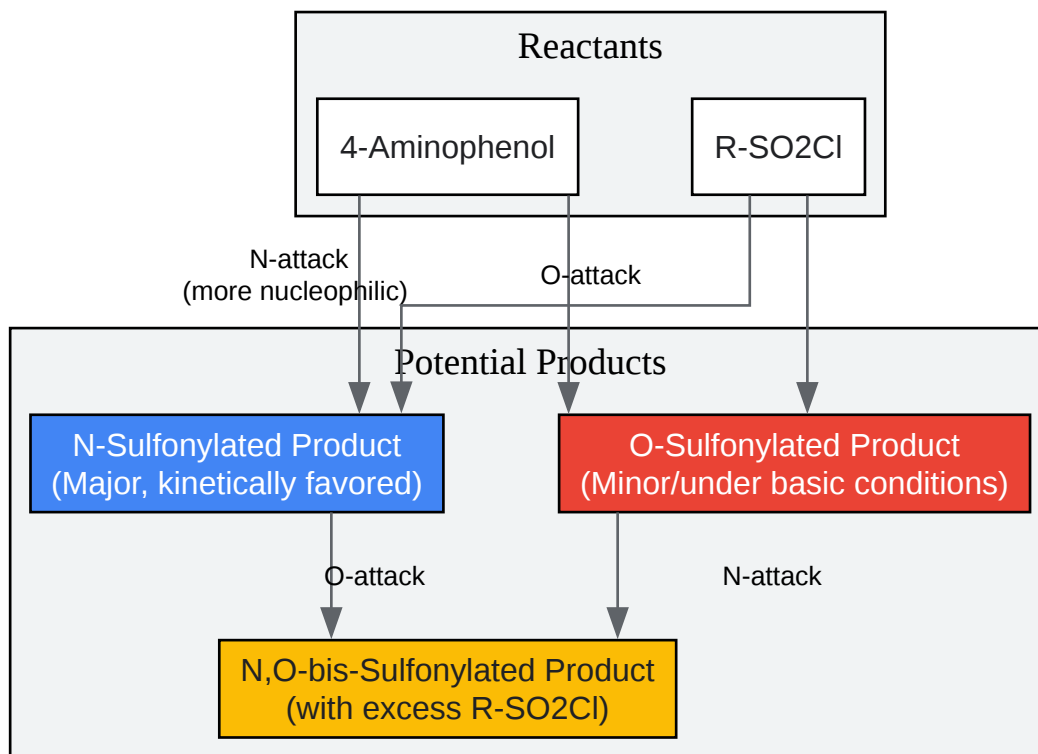 Reactants
4-Aminophenol
R-SO2Cl
N-attack
(more nucleophilic)
O-attack
Potential Products
N-Sulfonylated Product
(Major, kinetically favored)
O-Sulfonylated Product
(Minor/under basic conditions)
O-attack
N-attack
N,O-bis-Sulfonylated Product
(with excess R-SO2Cl)